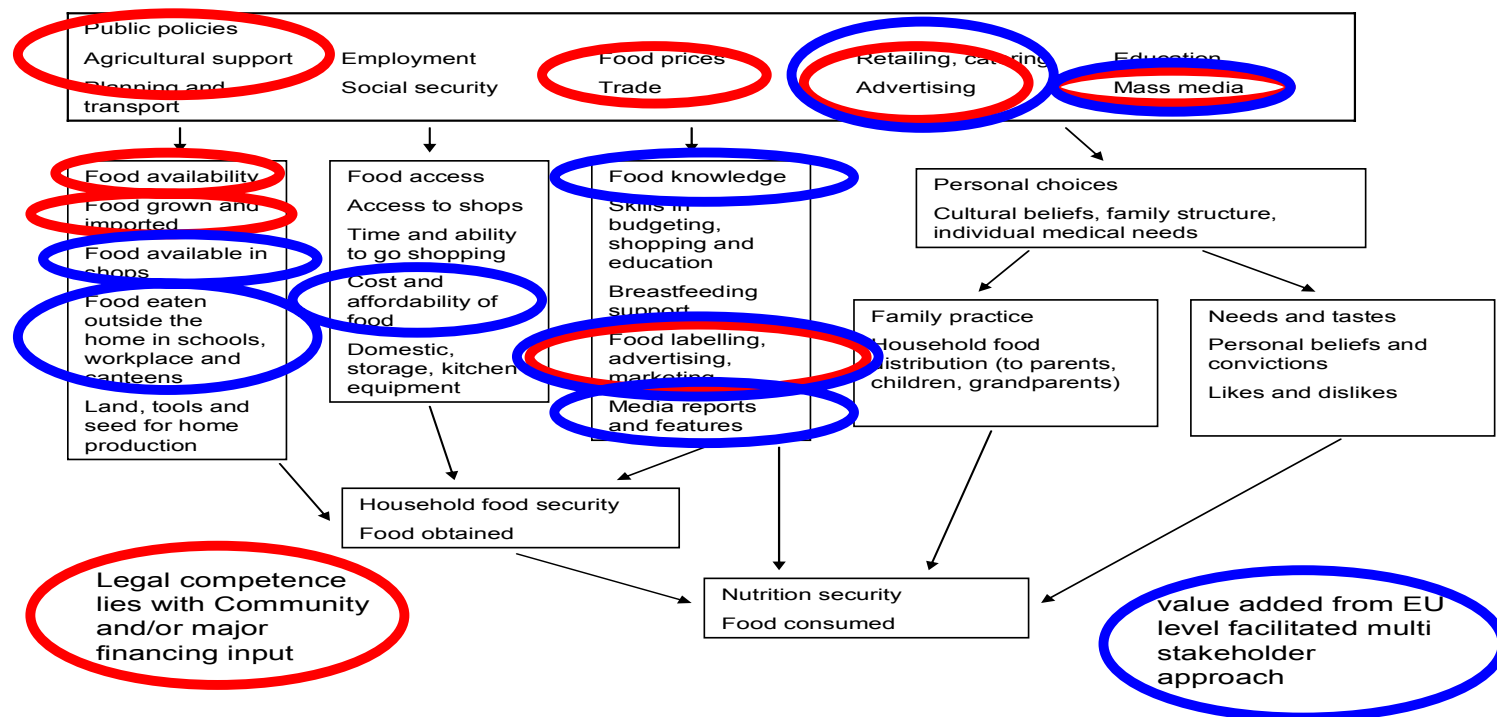 Public policies
Agricultural support
Planning and
transport
Employment
Social security
Food prices
Trade
Retailing, catering
Advertising
Education
Mass media
Food availability
Food grown and
imported
Food available in
shops
Food eaten
outside the
home in schools,
workplace and
canteens
Land, tools and
seed for home
production
Food access
Access to shops
Time and ability
to go shopping
Cost and
affordability of
food
Domestic,
storage, kitchen
equipment
Food knowledge
Skills in
budgeting,
shopping and
education
Breastfeeding
support
Food labelling,
advertising,
marketing
Media reports
and features
Personal choices
Cultural beliefs, family structure,
individual medical needs
Family practice
Household food
distribution (to parents,
children, grandparents)
Needs and tastes
Personal beliefs and
convictions
Likes and dislikes
Household food security
Food obtained
Nutrition security
Food consumed
Legal competence
lies with Community
and/or major
financing input
value added from EU
level facilitated multi
stakeholder
approach